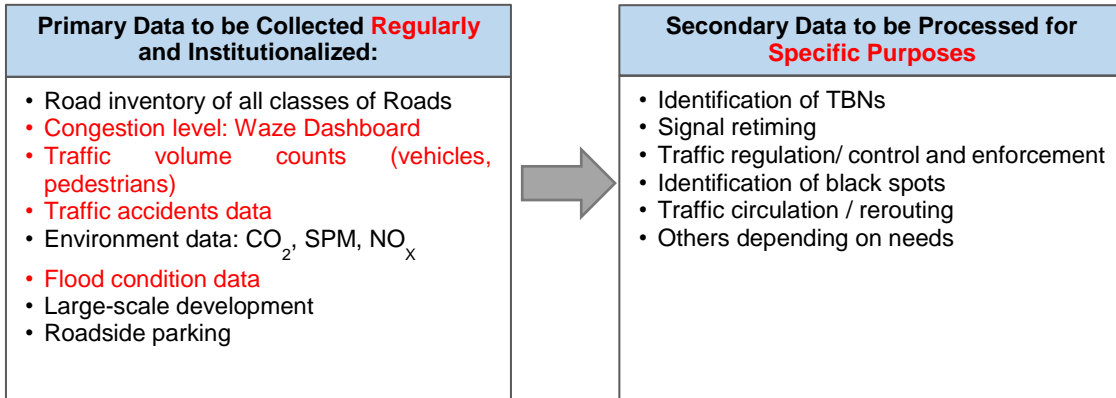 Primary Data to be Collected Regularly
and Institutionalized:
• Road inventory of all classes of Roads
• Congestion level: Waze Dashboard
• Traffic volume counts (vehicles,
pedestrians)
• Traffic accidents data
• Environment data: CO2, SPM, NOX
• Flood condition data
• Large-scale development
• Roadside parking
Secondary Data to be Processed for
Specific Purposes
• Identification of TBNs
• Signal retiming
• Traffic regulation/ control and enforcement
• Identification of black spots
• Traffic circulation / rerouting
• Others depending on needs